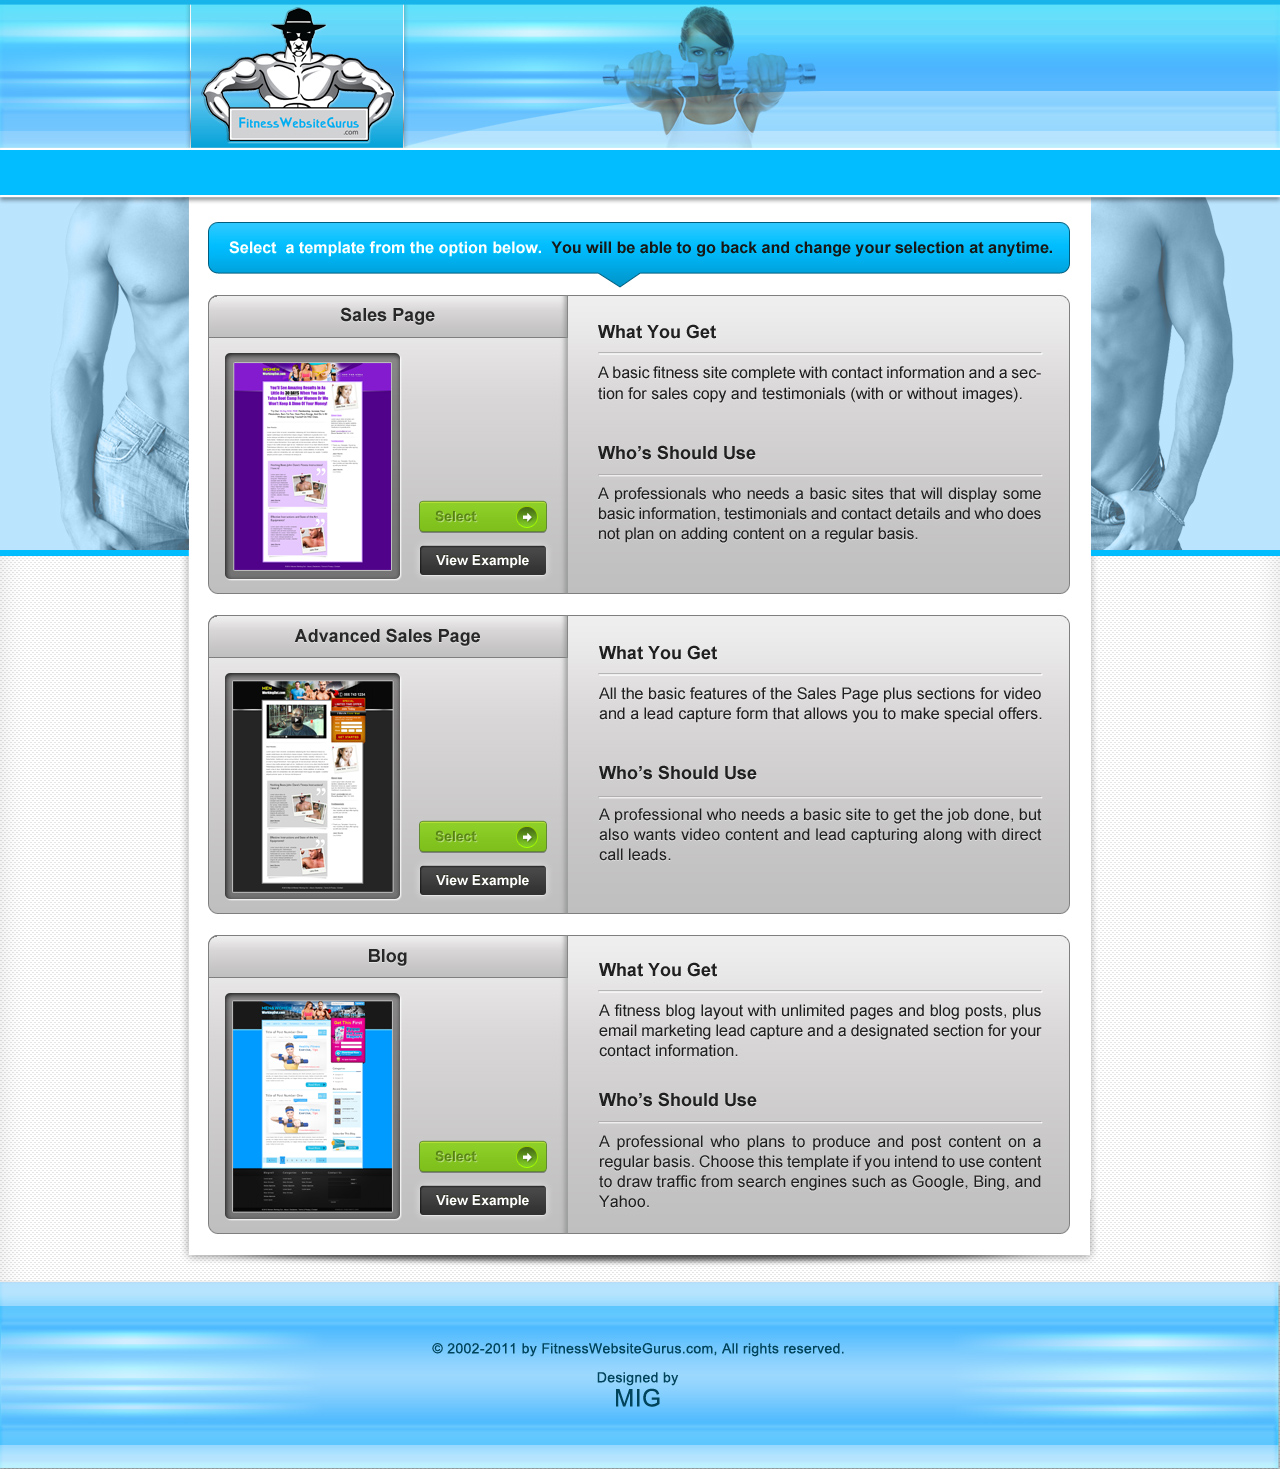 FitnessWebsiteGurus
.com
Select a template from the option below. You will be able to go back and change your selection at anytime.
Sales Page
Select
View Example
What You Get
A basic fitness site complete with contact information and a sec-
tion for sales copy and testimonials (with or without images).
Who's Should Use
A professionals who needs a basic sites that will display some
basic information, testimonials and contact details and who does
not plan on adding content on a regular basis.
Advanced Sales Page
Select
View Example
What You Get
All the basic features of the Sales Page plus sections for video
and a lead capture form that allows you to make special offers.
Who's Should Use
A professional who needs a basic site to get the job done, but
also wants video content and lead capturing along with direct
call leads.
Blog
Select
View Example
What You Get
A fitness blog layout with unlimited pages and blog posts, plus
email marketing lead capture and a designated section for your
contact information.
Who's Should Use
A professional who plans to produce and post content on a
regular basis. Choose this template if you intend to use content
to draw traffic from search engines such as Google, Bing, and
Yahoo.
© 2002-2011 by FitnessWebsiteGurus.com, All rights reserved.
Designed by
MIG